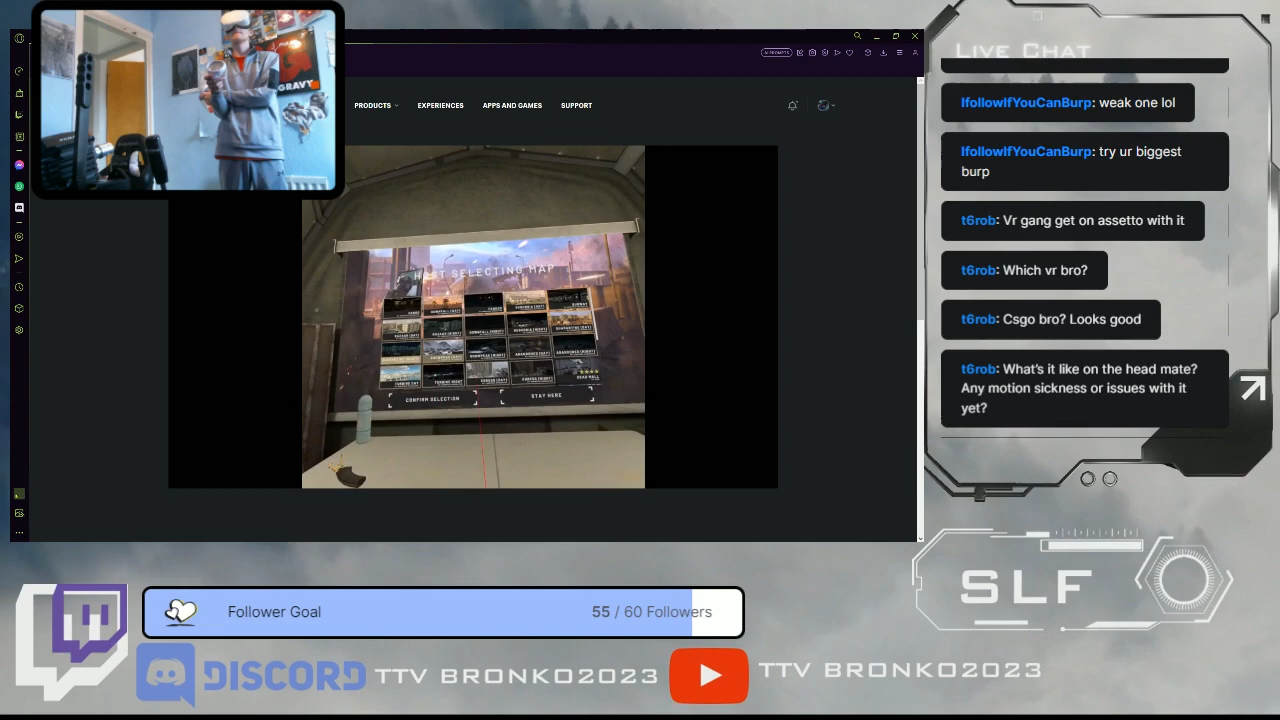 GRAVY
AI PROMPTS
PRODUCTS
EXPERIENCES
APPS AND GAMES
SUPPORT
HOST SELECTING MAP
CONFIRM SELECTION
STAY HERE
LIVE CHAT
IfollowIfYouCanBurp: weak one lol
IfollowIfYouCanBurp: try ur biggest
burp
t6rob: Vr gang get on assetto with it
t6rob: Which vr bro?
t6rob: Csgo bro? Looks good
t6rob: What's it like on the head mate?
Any motion sickness or issues with it
yet?
SLF
Follower Goal
55 / 60 Followers
DISCORD
TTV BRONKO2023
TTV BRONKO2023